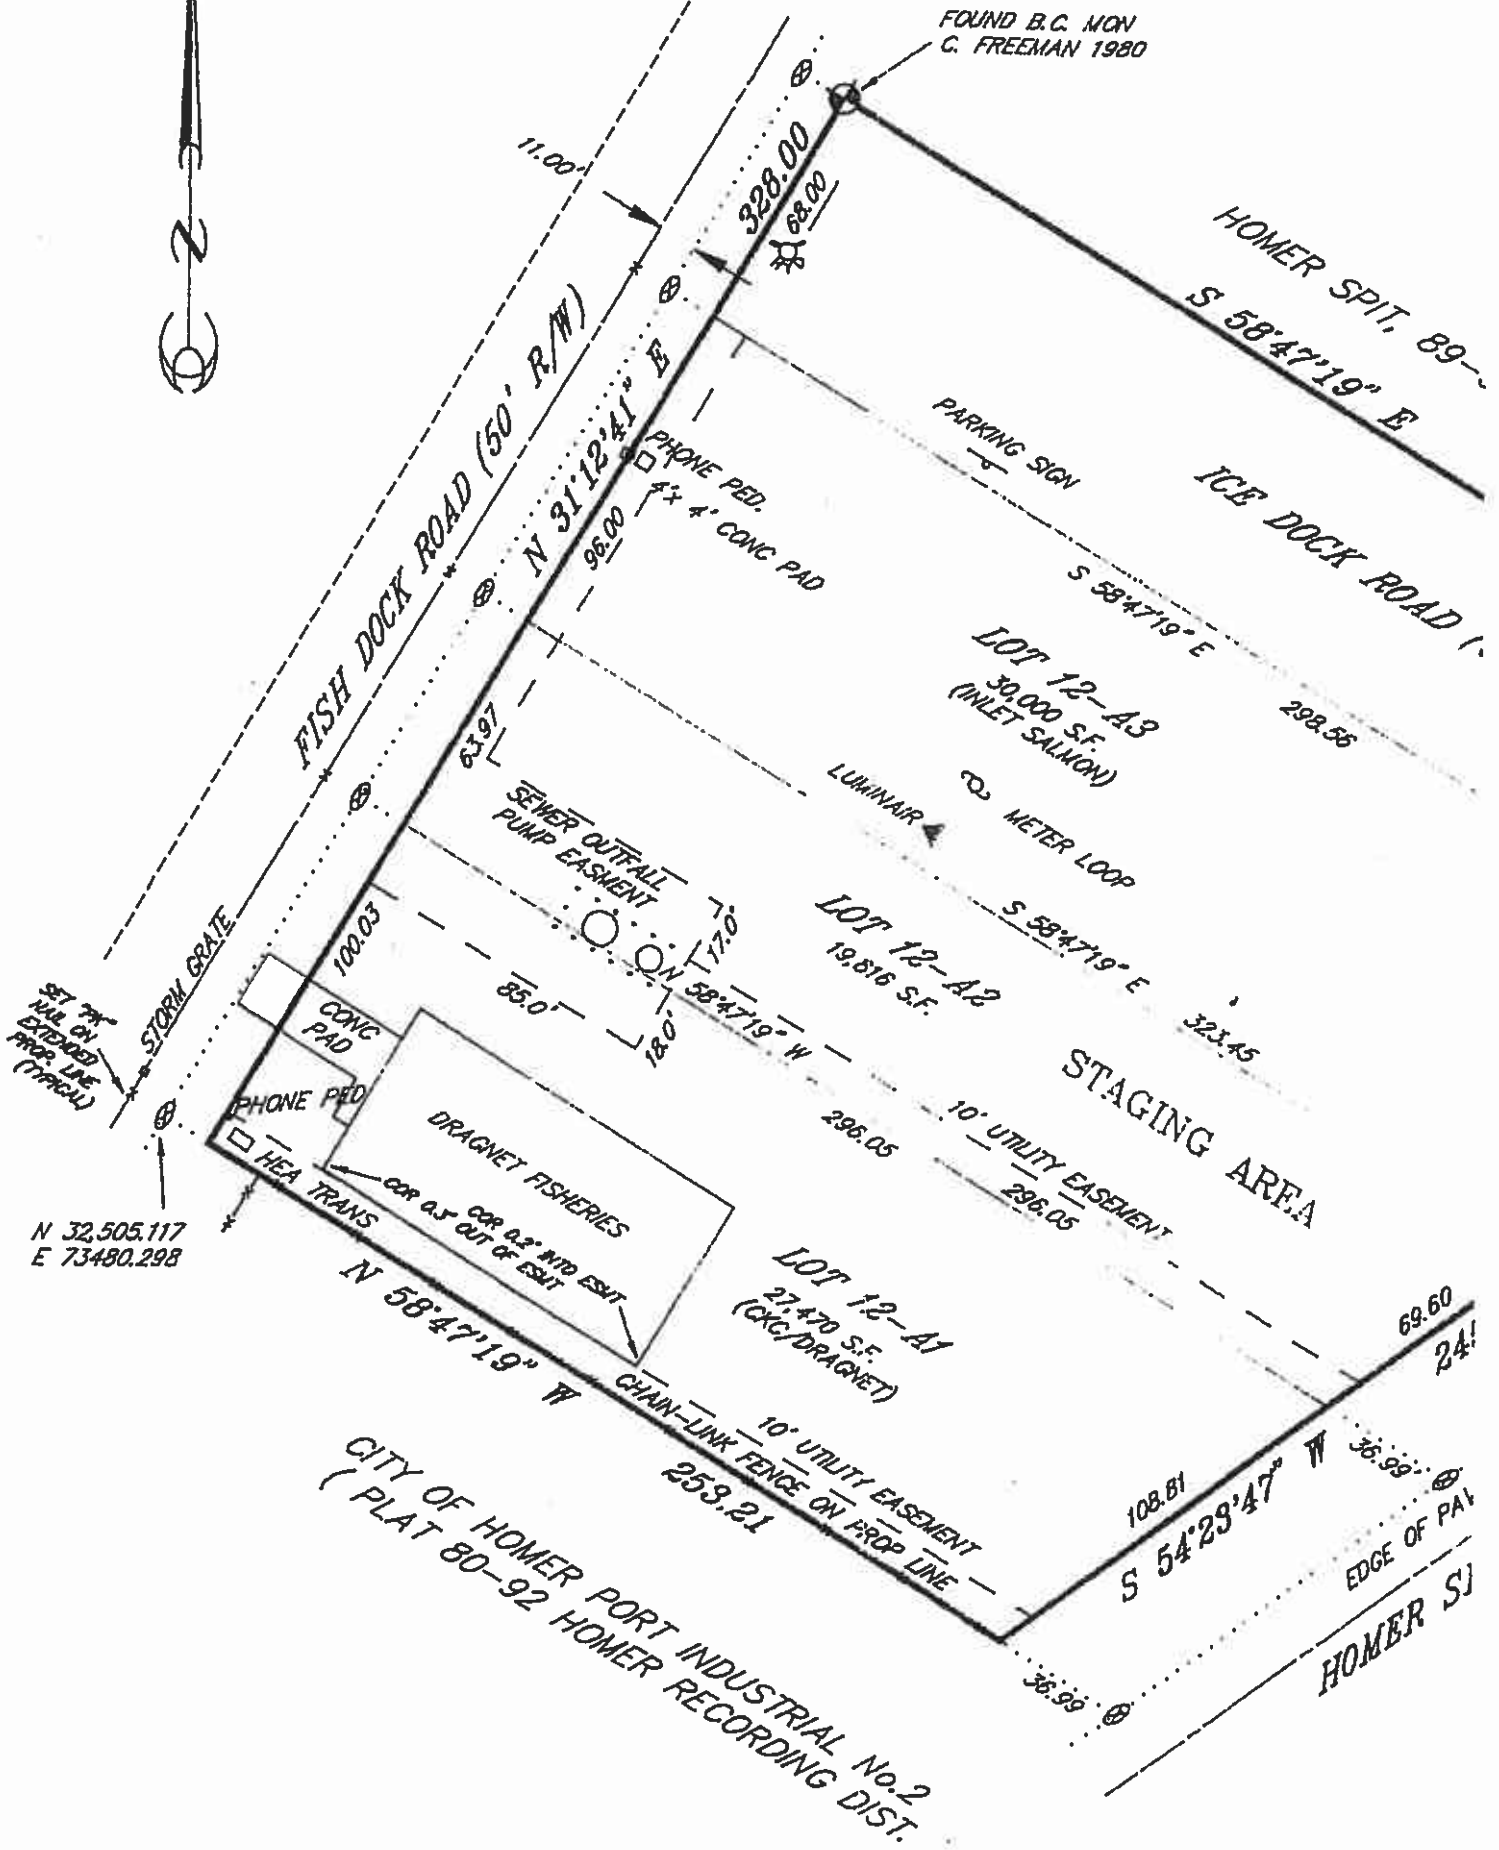 FOUND B.C. MON
C. FREEMAN 1980
11.00'
328.00
68.00
N
HOMER SPIT, 89-
S 58°47'19" E
FISH DOCK ROAD (50' R/W)
N 31°12'41" E
PHONE PED.
4' X 4' CONC PAD
96.00
PARKING SIGN
ICE DOCK ROAD (
S 58°47'19" E
298.56
LOT 12-A3
30,000 S.F.
(INLET SALMON)
63.97
LUMINAIR
METER LOOP
SEWER OUTFALL
PUMP EASMENT
S 58°47'19" E
323.45
LOT 12-A2
19,816 S.F.
17.0'
100.03
85.0'
18.0'
N 58°47'19" W
296.05
STAGING AREA
10' UTILITY EASEMENT
296.05
STORM GRATE
SET "PK"
NAIL ON
EXTENDED
PROP. LINE
(TYPICAL)
CONC
PAD
PHONE PED
HEA TRANS
DRAGNET FISHERIES
COR 0.2' INTO ESMT
COR 0.3' OUT OF ESMT
N 32,505.117
E 73480.298
LOT 12-A1
27,470 S.F.
(CKC/DRAGNET)
69.60
24
N 58°47'19" W
253.21
CHAIN-LINK FENCE ON PROP LINE
10' UTILITY EASEMENT
108.81
S 54°23'47" W
36.99'
EDGE OF PAV
HOMER S
36.99
CITY OF HOMER PORT INDUSTRIAL No.2
( PLAT 80-92 HOMER RECORDING DIST.